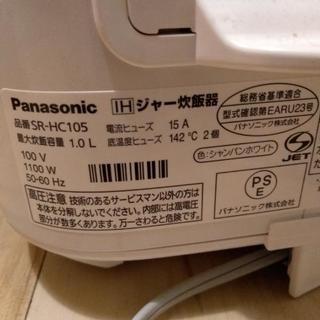 Panasonic IHジャー炊飯器
品番 SR-HC105 電流ヒューズ 15 A
最大炊飯容量 1.0 L 底温度ヒューズ 142 ℃ 2個
100 V
1100 W
50-60 Hz
色:シャンパンホワイト
総務省基準適合
型式確認第EARU23号
パナソニック株式会社
JET
PS
E
パナソニック株式会社
高圧注意 技術のあるサービスマン以外の方は
本体を分解しないでください。内部には高電圧
部分が数多くあります。万一さわると危険です。